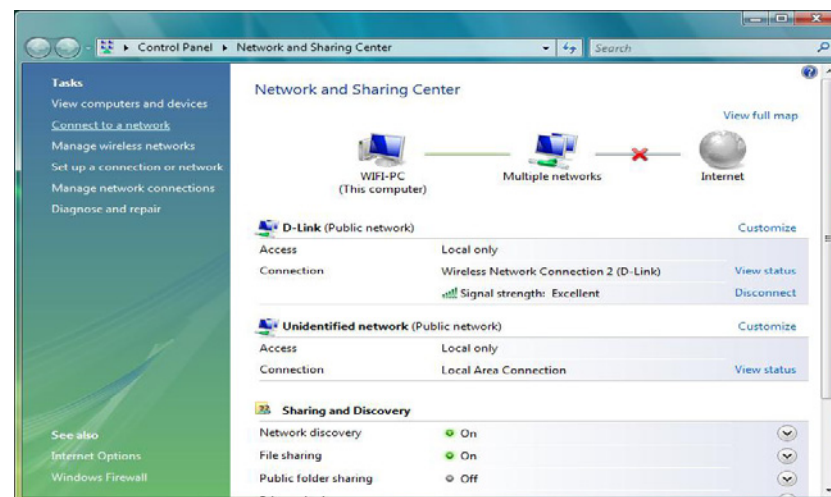 Control Panel ▸ Network and Sharing Center
Search
Tasks
View computers and devices
Connect to a network
Manage wireless networks
Set up a connection or network
Manage network connections
Diagnose and repair
See also
Internet Options
Windows Firewall
Network and Sharing Center
View full map
WIFI-PC
(This computer)
Multiple networks
Internet
D-Link (Public network) Customize
Access Local only
Connection Wireless Network Connection 2 (D-Link) View status
Signal strength: Excellent Disconnect
Unidentified network (Public network) Customize
Access Local only
Connection Local Area Connection View status
Sharing and Discovery
Network discovery On
File sharing On
Public folder sharing Off